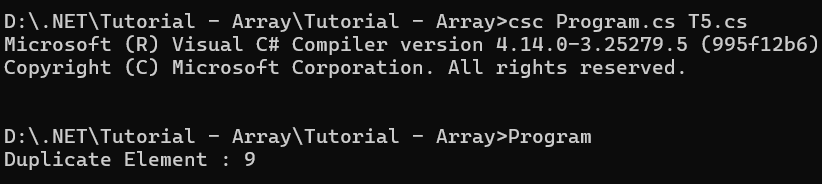 D:\.NET\Tutorial - Array\Tutorial - Array>csc Program.cs T5.cs
Microsoft (R) Visual C# Compiler version 4.14.0-3.25279.5 (995f12b6)
Copyright (C) Microsoft Corporation. All rights reserved.
D:\.NET\Tutorial - Array\Tutorial - Array>Program
Duplicate Element : 9